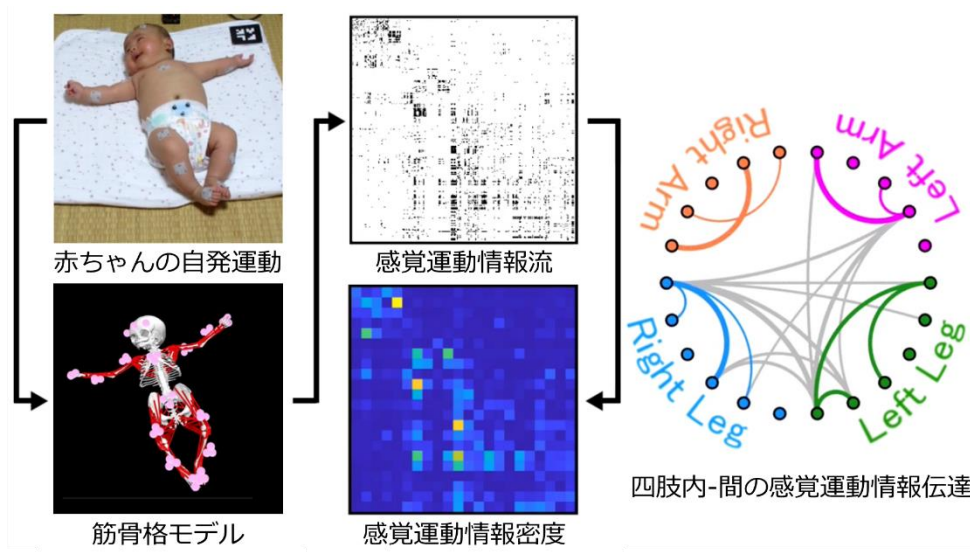 赤ちゃんの自発運動
感覚運動情報流
筋骨格モデル
感覚運動情報密度
Right Arm
Left Arm
Right Leg
Left Leg
四肢内-間の感覚運動情報伝達